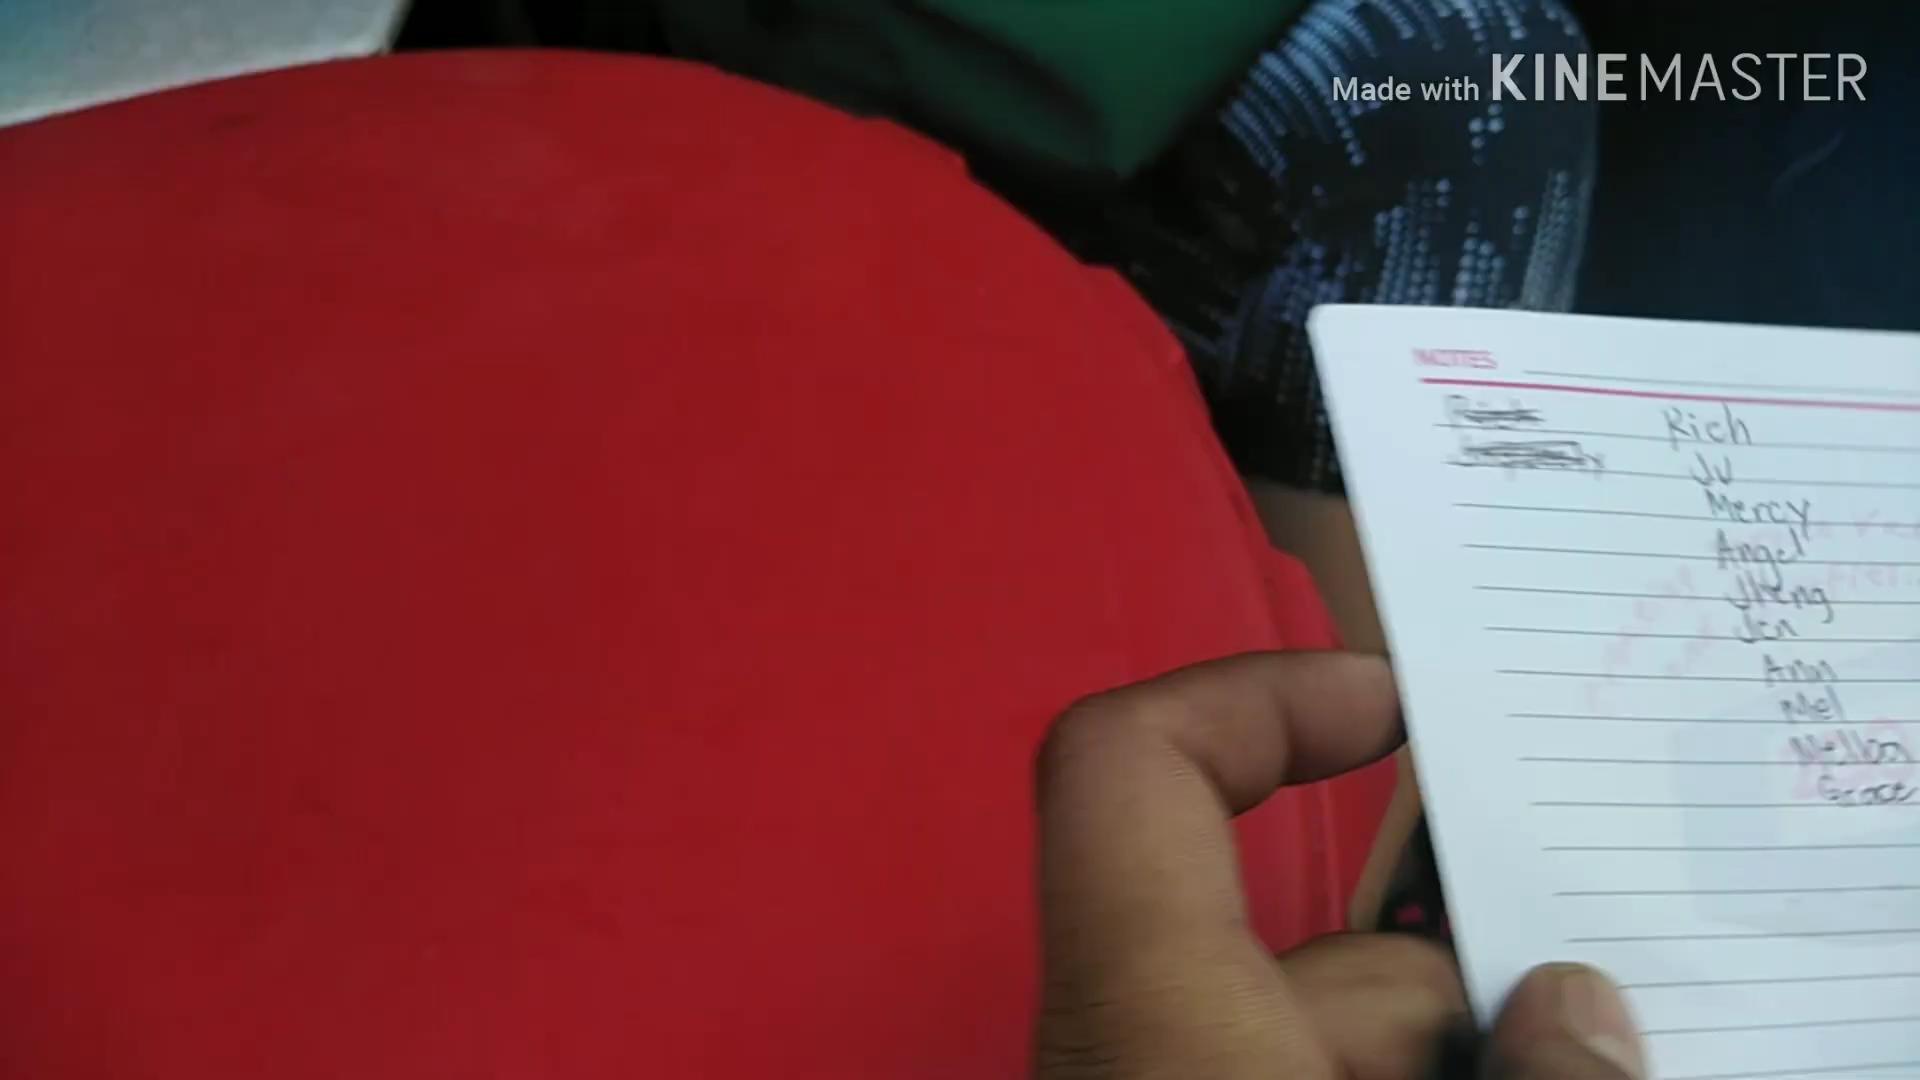 Made with KINEMASTER
NOTES
Rich
JV
Mercy
Angel
Jheng
Jen
Ann
Mel
Grace